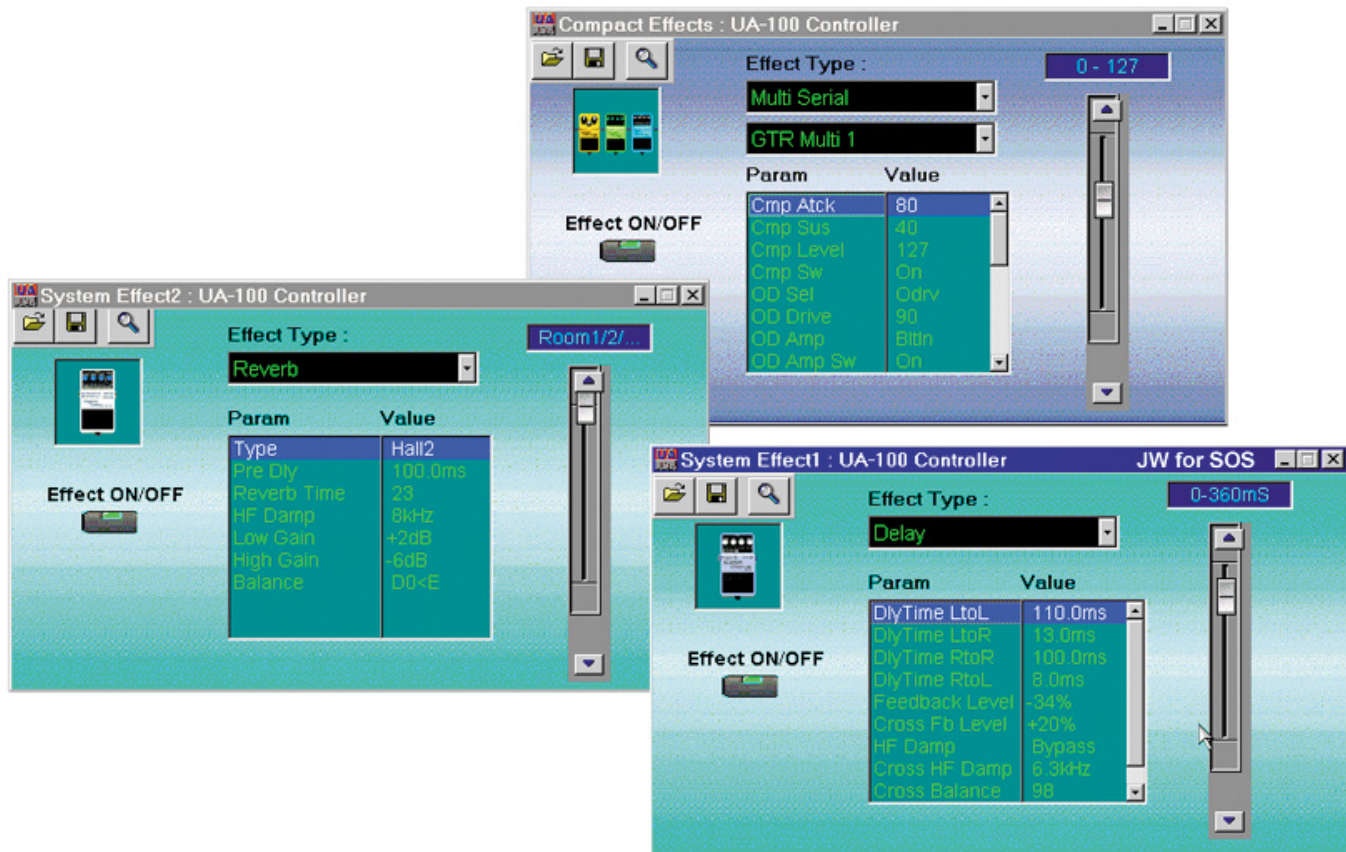 Compact Effects : UA-100 Controller
Effect Type :
0 - 127
Multi Serial
GTR Multi 1
Param Value
Cmp Atck 80
Cmp Sus 40
Cmp Level 127
Cmp Sw On
OD Sel Odrv
OD Drive 90
OD Amp BltIn
OD Amp Sw On
Effect ON/OFF
System Effect2 : UA-100 Controller
Effect Type :
Room1/2/...
Reverb
Param Value
Type Hall2
Pre Dly 100.0ms
Reverb Time 23
HF Damp 8kHz
Low Gain +2dB
High Gain -6dB
Balance D0<E
Effect ON/OFF
System Effect1 : UA-100 Controller JW for SOS
Effect Type :
0-360mS
Delay
Param Value
DlyTime LtoL 110.0ms
DlyTime LtoR 13.0ms
DlyTime RtoR 100.0ms
DlyTime RtoL 8.0ms
Feedback Level -34%
Cross Fb Level +20%
HF Damp Bypass
Cross HF Damp 6.3kHz
Cross Balance 98
Effect ON/OFF